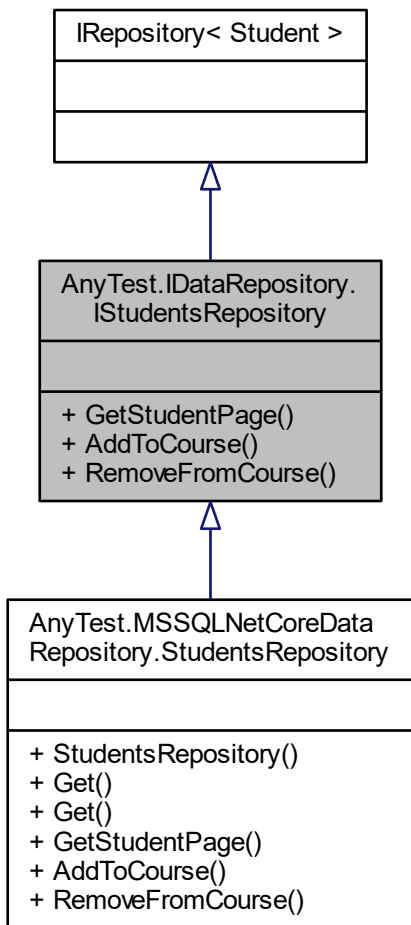 IRepository< Student >
AnyTest.IDataRepository.
IStudentsRepository
+ GetStudentPage()
+ AddToCourse()
+ RemoveFromCourse()
AnyTest.MSSQLNetCoreData
Repository.StudentsRepository
+ StudentsRepository()
+ Get()
+ Get()
+ GetStudentPage()
+ AddToCourse()
+ RemoveFromCourse()